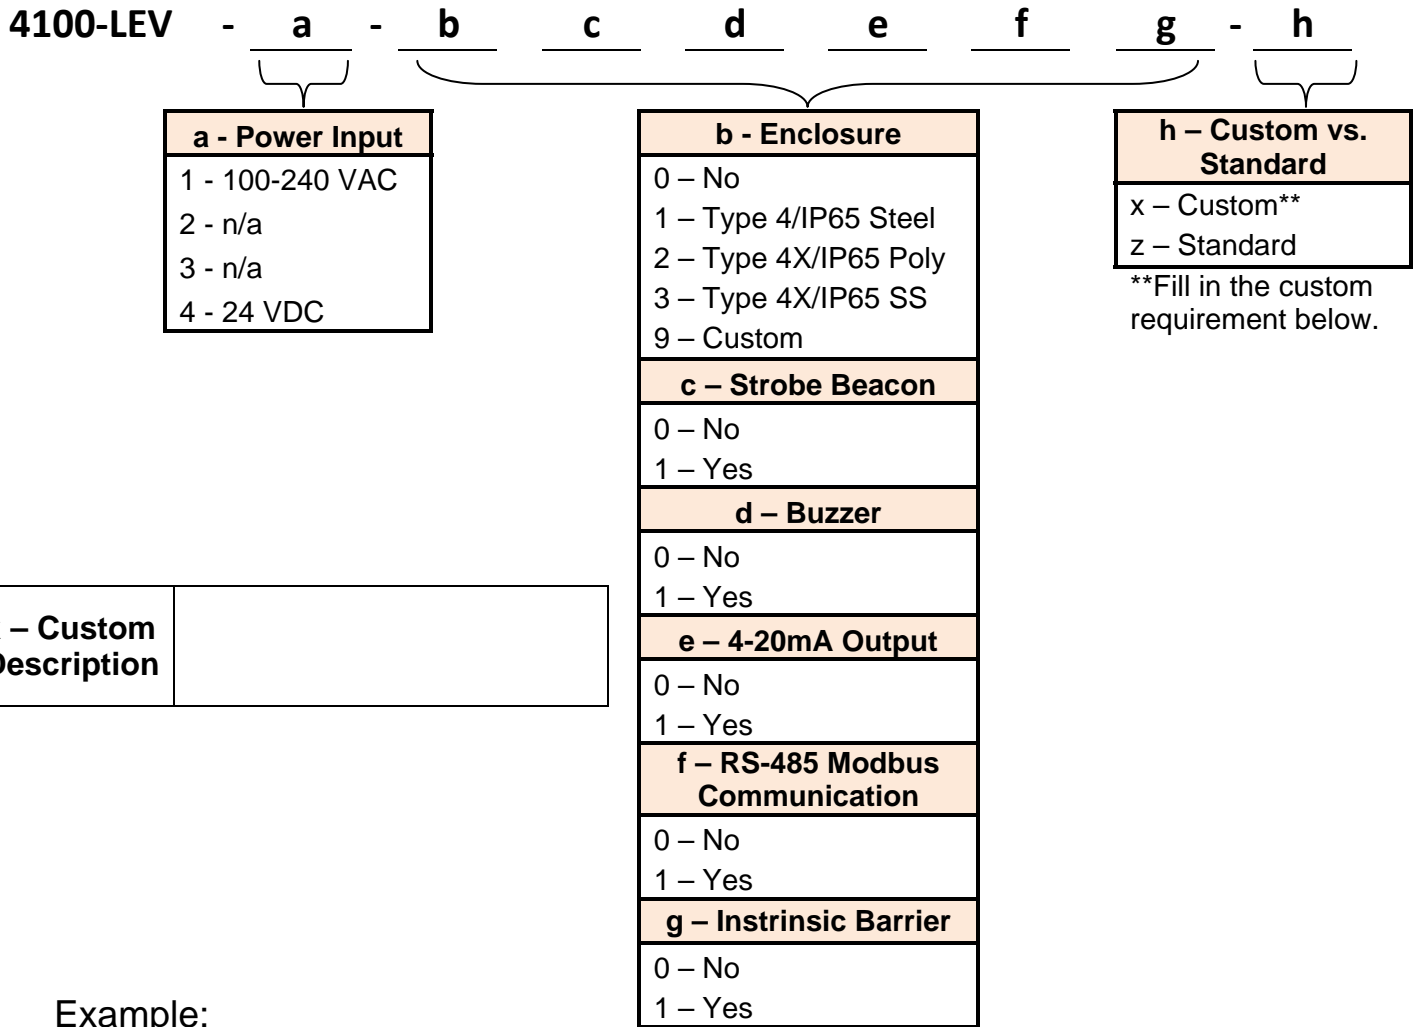 4100-LEV - a - b c d e f g - h
a - Power Input
1 - 100-240 VAC
2 - n/a
3 - n/a
4 - 24 VDC
b - Enclosure
0 – No
1 – Type 4/IP65 Steel
2 – Type 4X/IP65 Poly
3 – Type 4X/IP65 SS
9 – Custom
c – Strobe Beacon
0 – No
1 – Yes
d – Buzzer
0 – No
1 – Yes
e – 4-20mA Output
0 – No
1 – Yes
f – RS-485 Modbus
Communication
0 – No
1 – Yes
g – Instrinsic Barrier
0 – No
1 – Yes
h – Custom vs.
Standard
x – Custom**
z – Standard
**Fill in the custom
requirement below.
– Custom
Description
Example: